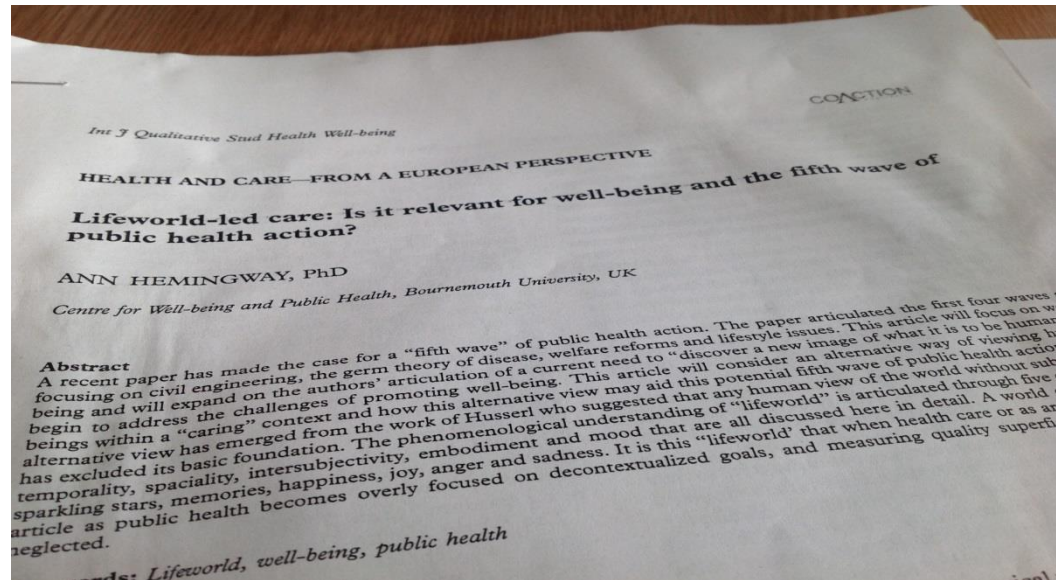 COACTION
Int J Qualitative Stud Health Well-being
HEALTH AND CARE—FROM A EUROPEAN PERSPECTIVE
Lifeworld-led care: Is it relevant for well-being and the fifth wave of
public health action?
ANN HEMINGWAY, PhD
Centre for Well-being and Public Health, Bournemouth University, UK
Abstract
A recent paper has made the case for a “fifth wave” of public health action. The paper articulated the first four waves
focusing on civil engineering, the germ theory of disease, welfare reforms and lifestyle issues. This article will focus on
being and will expand on the authors’ articulation of a current need to “discover a new image of what it is to be human
begin to address the challenges of promoting well-being. This article will consider an alternative way of viewing
beings within a “caring” context and how this alternative view may aid this potential fifth wave of public health
alternative view has emerged from the work of Husserl who suggested that any human view of the world without
has excluded its basic foundation. The phenomenological understanding of “lifeworld” is articulated through five
temporality, spaciality, intersubjectivity, embodiment and mood that are all discussed here in detail. A world
sparkling stars, memories, happiness, joy, anger and sadness. It is this “lifeworld’ that when health care or as
article as public health becomes overly focused on decontextualized goals, and measuring quality
neglected.
Lifeworld, well-being, public health